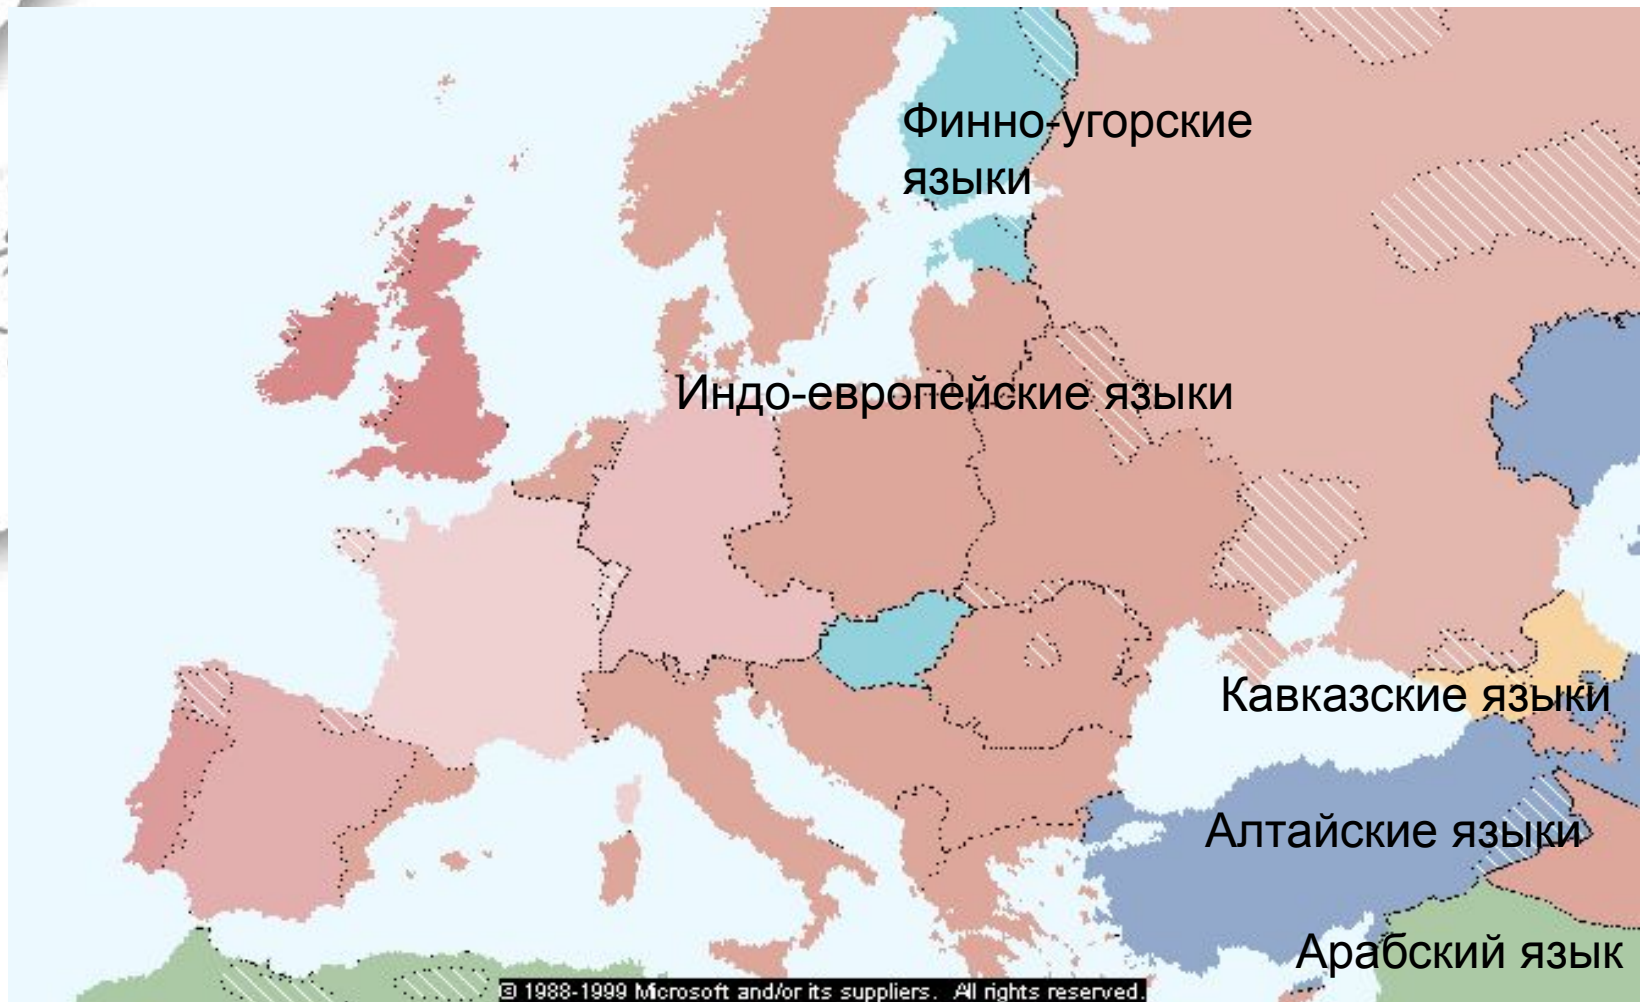 Финно-угорские
языки
Индо-европейские языки
Кавказские языки
Алтайские языки
Арабский язык
© 1988-1999 Microsoft and/or its suppliers. All rights reserved.